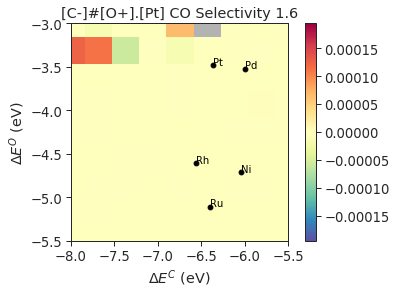 [C-]#[O+].[Pt] CO Selectivity 1.6
−3.0
−3.5
−4.0
−4.5
−5.0
−5.5
ΔE^O (eV)
Pt
Pd
Rh
Ni
Ru
−8.0 −7.5 −7.0 −6.5 −6.0 −5.5
ΔE^C (eV)
0.00015
0.00010
0.00005
0.00000
−0.00005
−0.00010
−0.00015